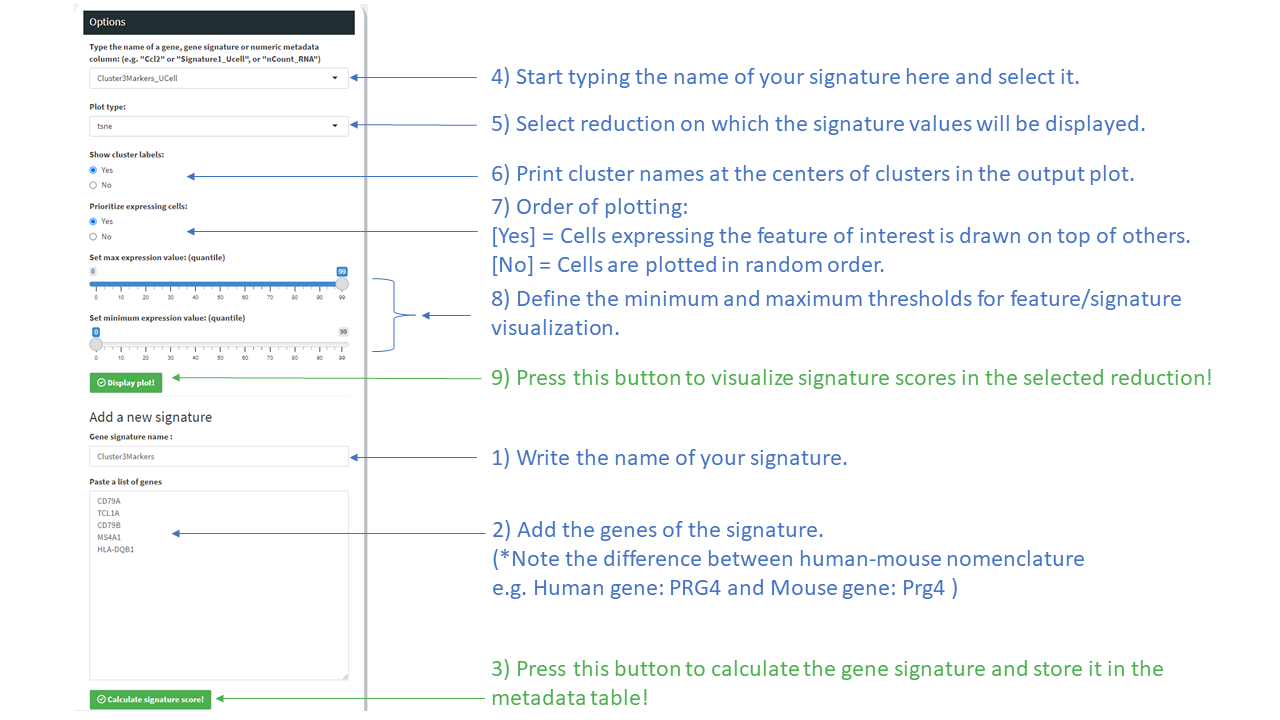 Options
Type the name of a gene, gene signature or numeric metadata
column: (e.g. "Ccl2" or "Signature1_Ucell", or "nCount_RNA")
Cluster3Markers_UCell
4) Start typing the name of your signature here and select it.
Plot type:
tsne
5) Select reduction on which the signature values will be displayed.
Show cluster labels:
Yes
No
6) Print cluster names at the centers of clusters in the output plot.
Prioritize expressing cells:
Yes
No
7) Order of plotting:
[Yes] = Cells expressing the feature of interest is drawn on top of others.
[No] = Cells are plotted in random order.
Set max expression value: (quantile)
0 99
0 10 20 30 40 50 60 70 80 90 99
Set minimum expression value: (quantile)
0 99
0 10 20 30 40 50 60 70 80 90 99
8) Define the minimum and maximum thresholds for feature/signature
visualization.
Display plot!
9) Press this button to visualize signature scores in the selected reduction!
Add a new signature
Gene signature name :
Cluster3Markers
1) Write the name of your signature.
Paste a list of genes
CD79A
TCL1A
CD79B
MS4A1
HLA-DQB1
2) Add the genes of the signature.
(*Note the difference between human-mouse nomenclature
e.g. Human gene: PRG4 and Mouse gene: Prg4 )
Calculate signature score!
3) Press this button to calculate the gene signature and store it in the
metadata table!